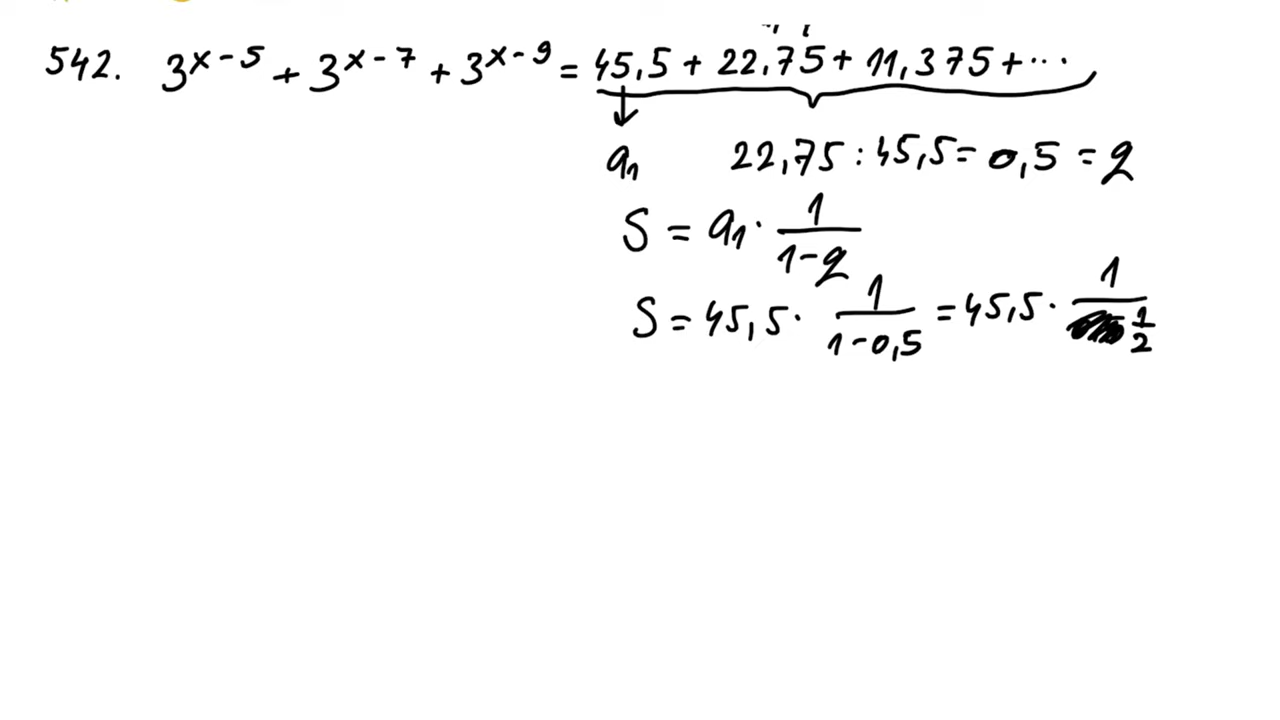 542. 3^{x-5} + 3^{x-7} + 3^{x-9} = 45,5 + 22,75 + 11,375 + ...
a₁ 22,75 : 45,5 = 0,5 = q
S = a₁ · 1/(1-q)
S = 45,5 · 1/(1-0,5) = 45,5 · 1/(1/2)